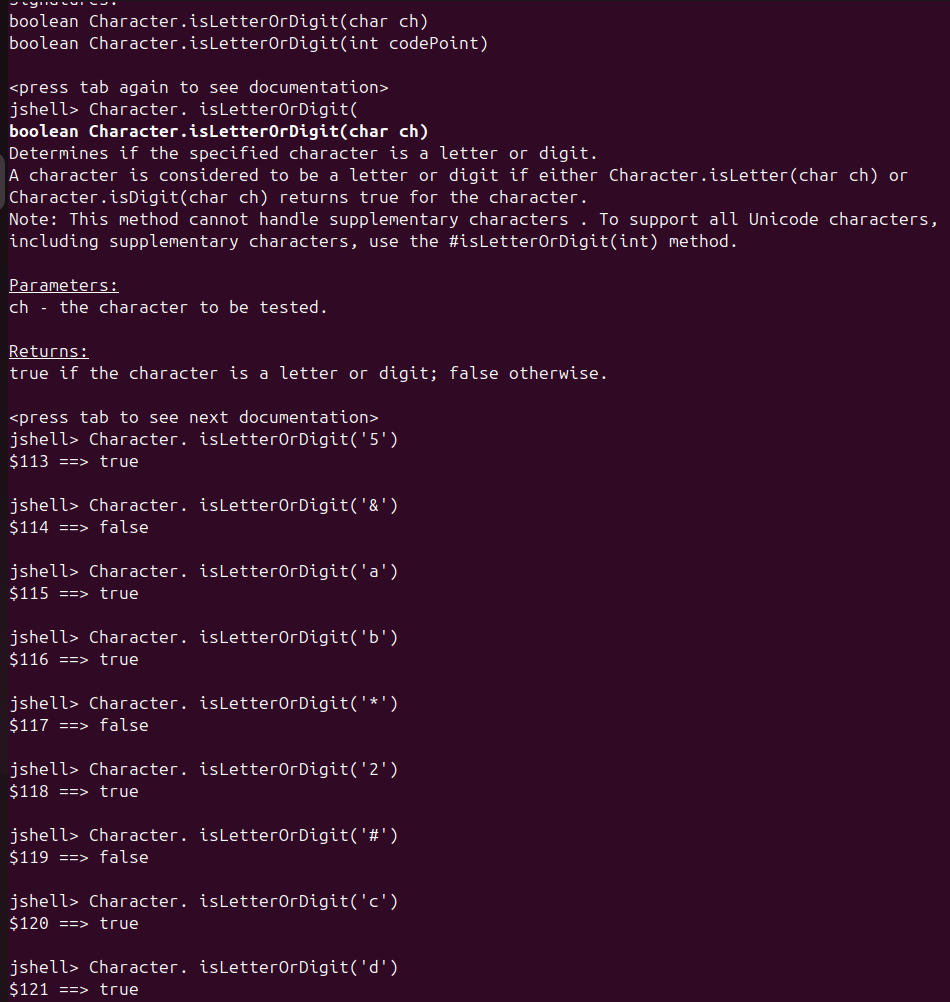 Signatures:
boolean Character.isLetterOrDigit(char ch)
boolean Character.isLetterOrDigit(int codePoint)
<press tab again to see documentation>
jshell> Character. isLetterOrDigit(
boolean Character.isLetterOrDigit(char ch)
Determines if the specified character is a letter or digit.
A character is considered to be a letter or digit if either Character.isLetter(char ch) or
Character.isDigit(char ch) returns true for the character.
Note: This method cannot handle supplementary characters . To support all Unicode characters,
including supplementary characters, use the #isLetterOrDigit(int) method.
Parameters:
ch - the character to be tested.
Returns:
true if the character is a letter or digit; false otherwise.
<press tab to see next documentation>
jshell> Character. isLetterOrDigit('5')
$113 ==> true
jshell> Character. isLetterOrDigit('&')
$114 ==> false
jshell> Character. isLetterOrDigit('a')
$115 ==> true
jshell> Character. isLetterOrDigit('b')
$116 ==> true
jshell> Character. isLetterOrDigit('*')
$117 ==> false
jshell> Character. isLetterOrDigit('2')
$118 ==> true
jshell> Character. isLetterOrDigit('#')
$119 ==> false
jshell> Character. isLetterOrDigit('c')
$120 ==> true
jshell> Character. isLetterOrDigit('d')
$121 ==> true